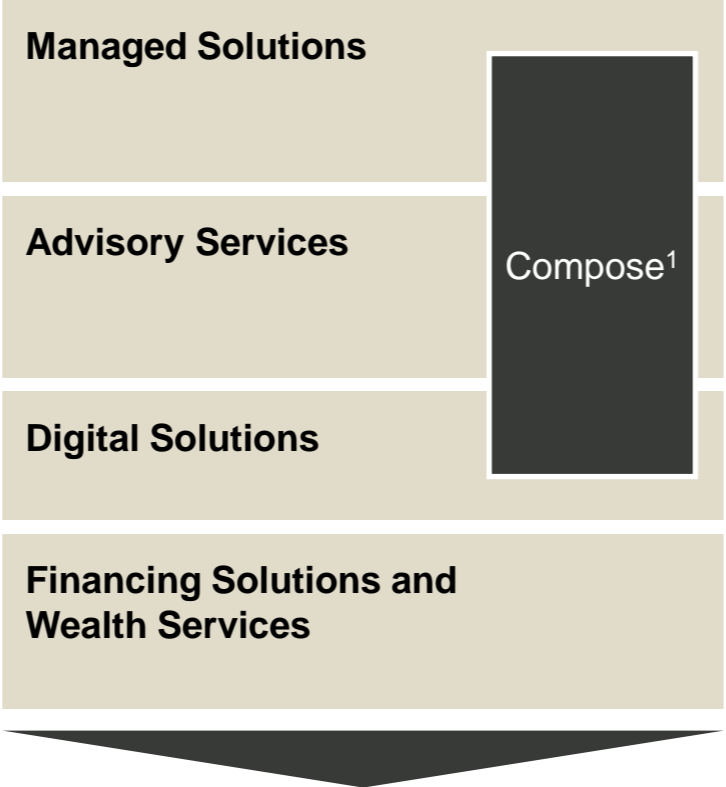 Managed Solutions
Advisory Services
Compose¹
Digital Solutions
Financing Solutions and
Wealth Services